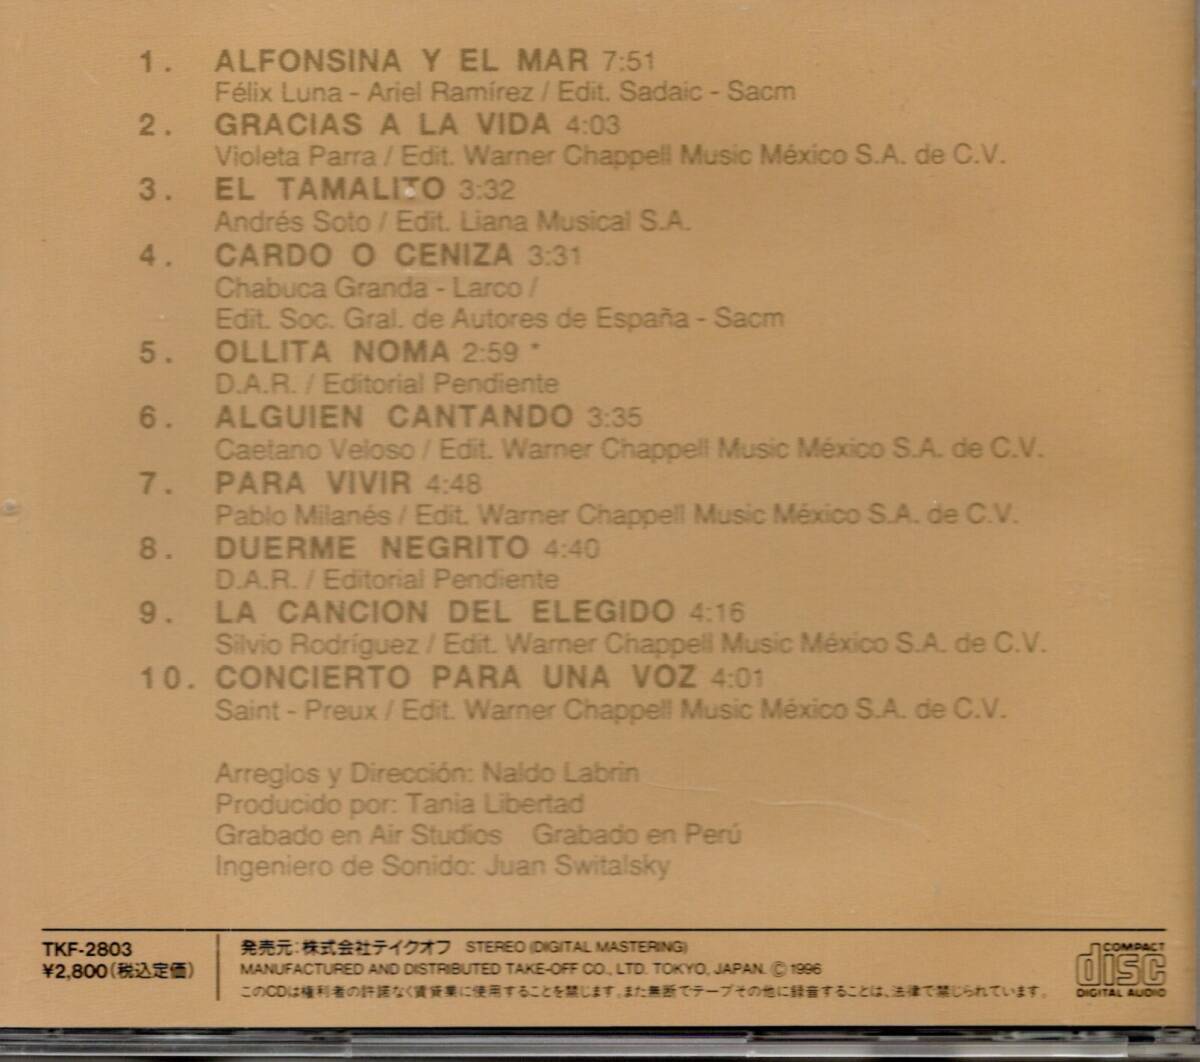 1. ALFONSINA Y EL MAR 7:51
Félix Luna - Ariel Ramírez / Edit. Sadaic - Sacm
2. GRACIAS A LA VIDA 4:03
Violeta Parra / Edit. Warner Chappell Music México S.A. de C.V.
3. EL TAMALITO 3:32
Andrés Soto / Edit. Liana Musical S.A.
4. CARDO O CENIZA 3:31
Chabuca Granda - Larco /
Edit. Soc. Gral. de Autores de España - Sacm
5. OLLITA NOMA 2:59 *
D.A.R. / Editorial Pendiente
6. ALGUIEN CANTANDO 3:35
Caetano Veloso / Edit. Warner Chappell Music México S.A. de C.V.
7. PARA VIVIR 4:48
Pablo Milanés / Edit. Warner Chappell Music México S.A. de C.V.
8. DUERME NEGRITO 4:40
D.A.R. / Editorial Pendiente
9. LA CANCION DEL ELEGIDO 4:16
Silvio Rodríguez / Edit. Warner Chappell Music México S.A. de C.V.
10. CONCIERTO PARA UNA VOZ 4:01
Saint - Preux / Edit. Warner Chappell Music México S.A. de C.V.
Arreglos y Dirección: Naldo Labrin
Producido por: Tania Libertad
Grabado en Air Studios Grabado en Perú
Ingeniero de Sonido: Juan Switalsky
TKF-2803
¥2,800(税込定価)
発売元:株式会社テイクオフ STEREO (DIGITAL MASTERING)
MANUFACTURED AND DISTRIBUTED TAKE-OFF CO., LTD. TOKYO, JAPAN. Ⓒ 1996
このCDは権利者の許諾なく賃貸業に使用することを禁じます。また無断でテープその他に録音することは、法律で禁じられています。
COMPACT
disc
DIGITAL AUDIO